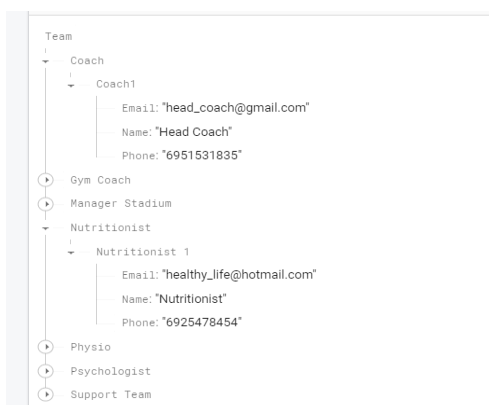 Team
Coach
Coach1
Email: "head_coach@gmail.com"
Name: "Head Coach"
Phone: "6951531835"
Gym Coach
Manager Stadium
Nutritionist
Nutritionist 1
Email: "healthy_life@hotmail.com"
Name: "Nutritionist"
Phone: "6925478454"
Physio
Psychologist
Support Team